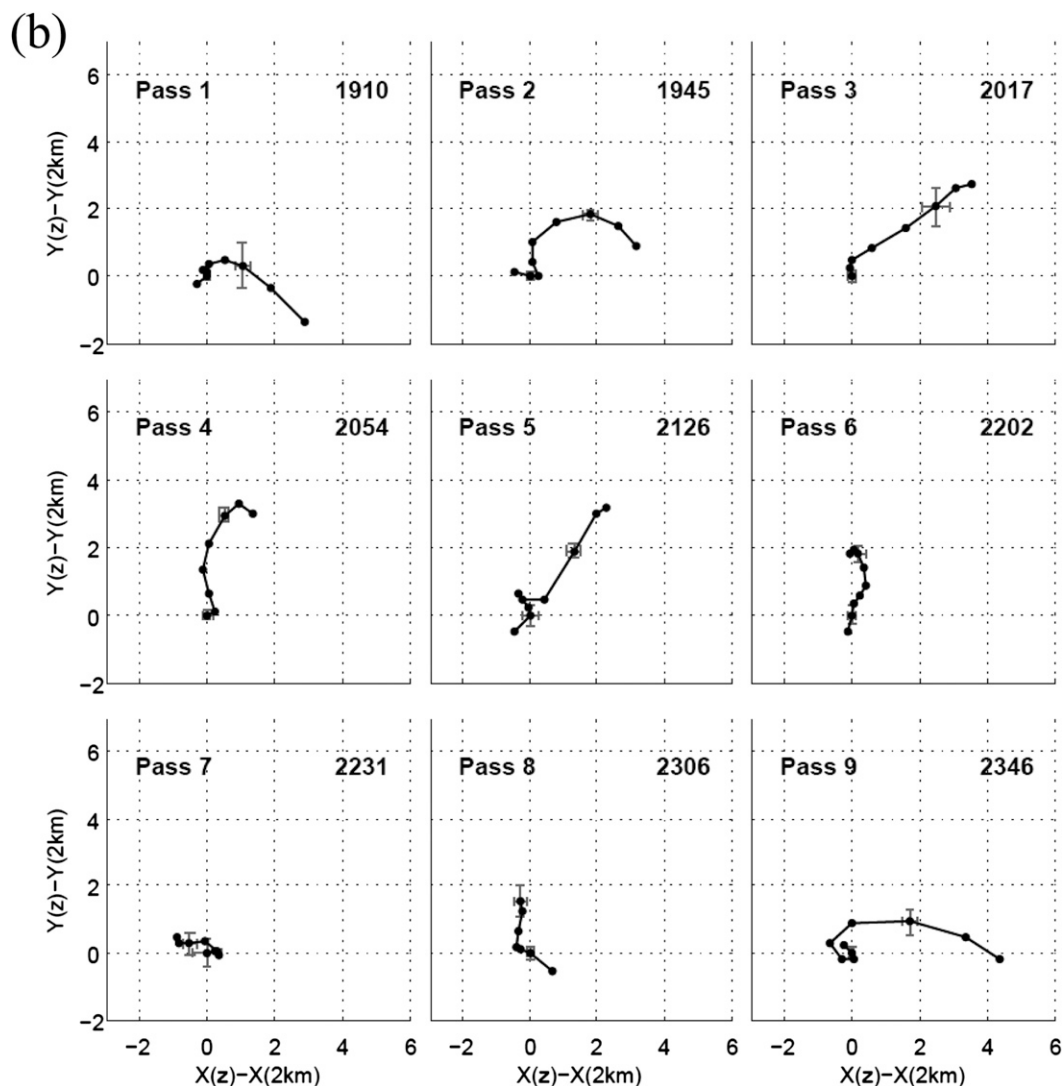 (b)
Pass 1 1910
Pass 2 1945
Pass 3 2017
Y(z)−Y(2km)
6
4
2
0
−2
Pass 4 2054
Pass 5 2126
Pass 6 2202
Y(z)−Y(2km)
6
4
2
0
−2
Pass 7 2231
Pass 8 2306
Pass 9 2346
Y(z)−Y(2km)
6
4
2
0
−2
−2 0 2 4 6
−2 0 2 4 6
−2 0 2 4 6
X(z)−X(2km)
X(z)−X(2km)
X(z)−X(2km)